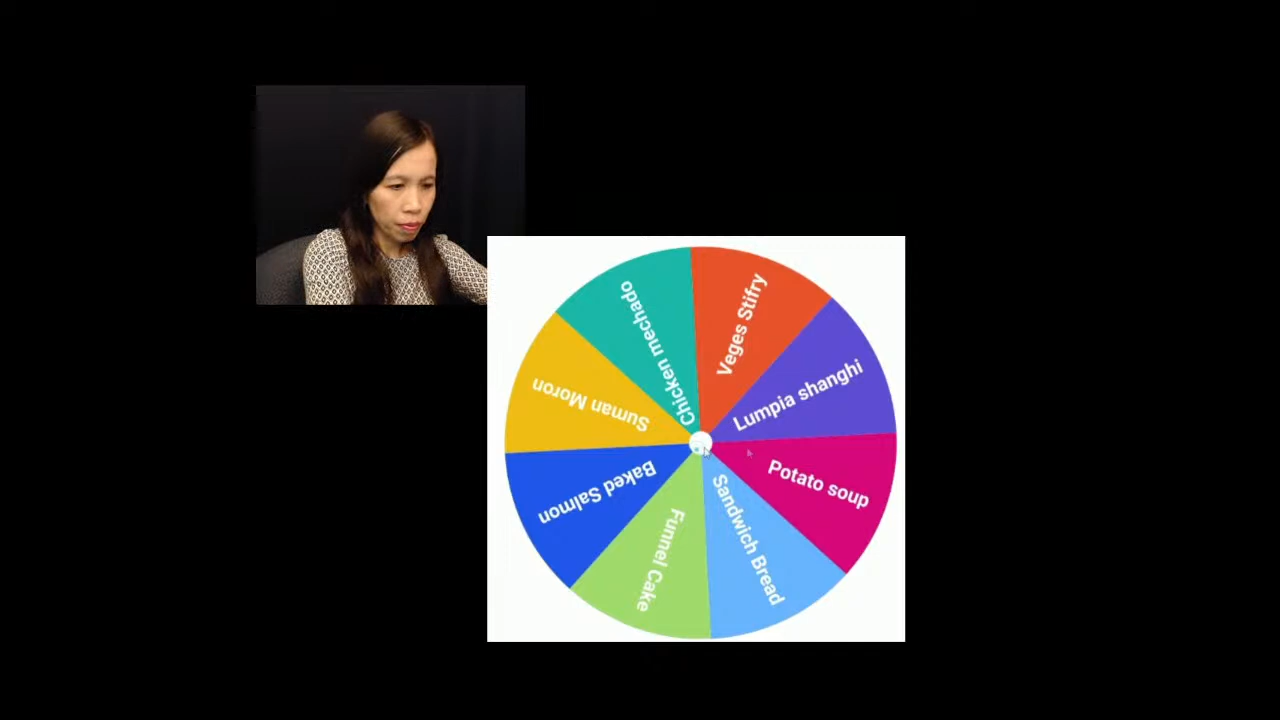 Veges Stifry
Lumpia shanghi
Potato soup
Sandwich Bread
Funnel Cake
Baked Salmon
Suman Moron
Chicken mechado